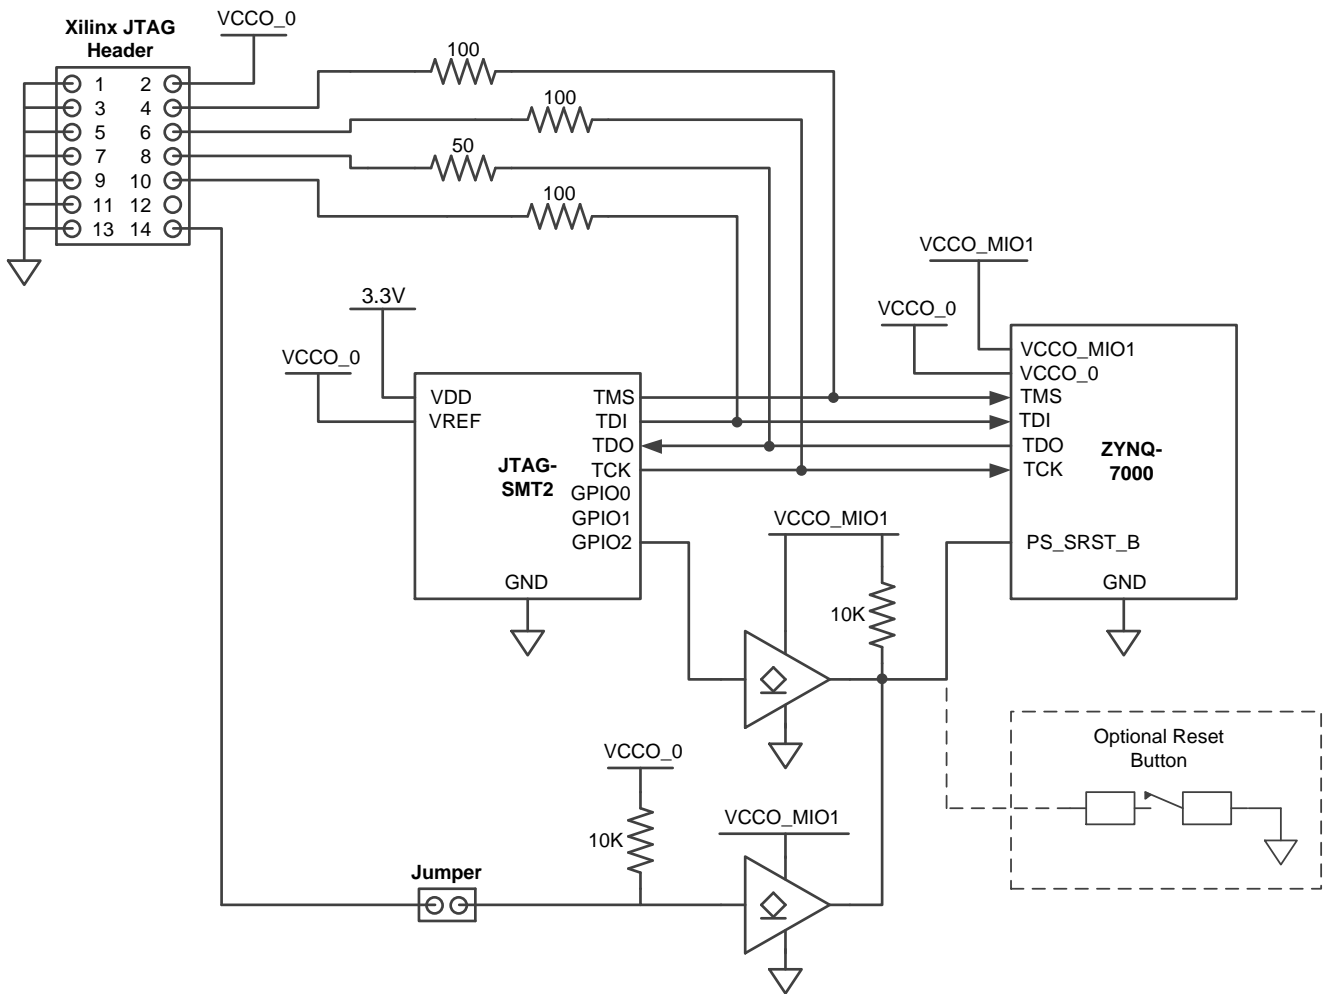 Xilinx JTAG
Header
VCCO_0
1 2
3 4
5 6
7 8
9 10
11 12
13 14
100
100
50
100
3.3V
VCCO_0
VDD
VREF
JTAG-
SMT2
TMS
TDI
TDO
TCK
GPIO0
GPIO1
GPIO2
GND
VCCO_MIO1
VCCO_0
VCCO_MIO1
VCCO_0
TMS
TDI
TDO
TCK
ZYNQ-
7000
PS_SRST_B
GND
VCCO_MIO1
10K
VCCO_0
10K
VCCO_MIO1
Jumper
Optional Reset
Button